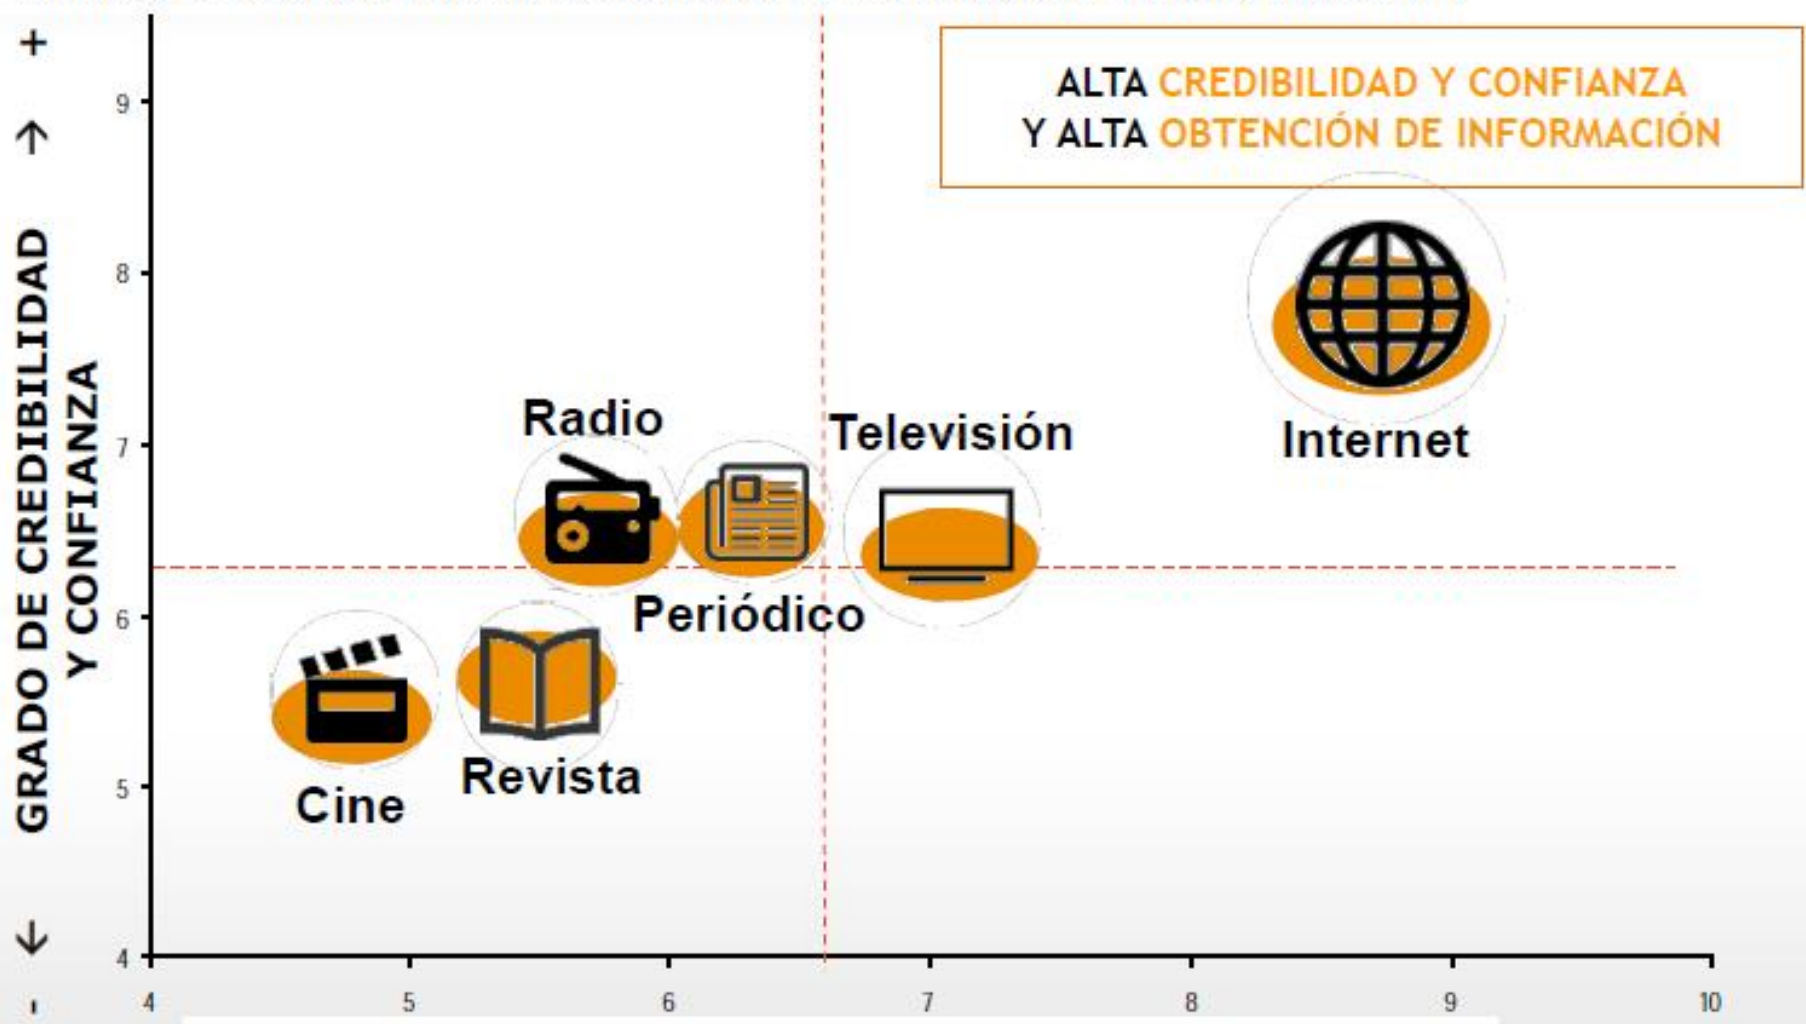 ALTA CREDIBILIDAD Y CONFIANZA
Y ALTA OBTENCIÓN DE INFORMACIÓN
+
→
GRADO DE CREDIBILIDAD
Y CONFIANZA
←
-
9
8
7
6
5
4
Radio
Televisión
Internet
Periódico
Revista
Cine
4 5 6 7 8 9 10